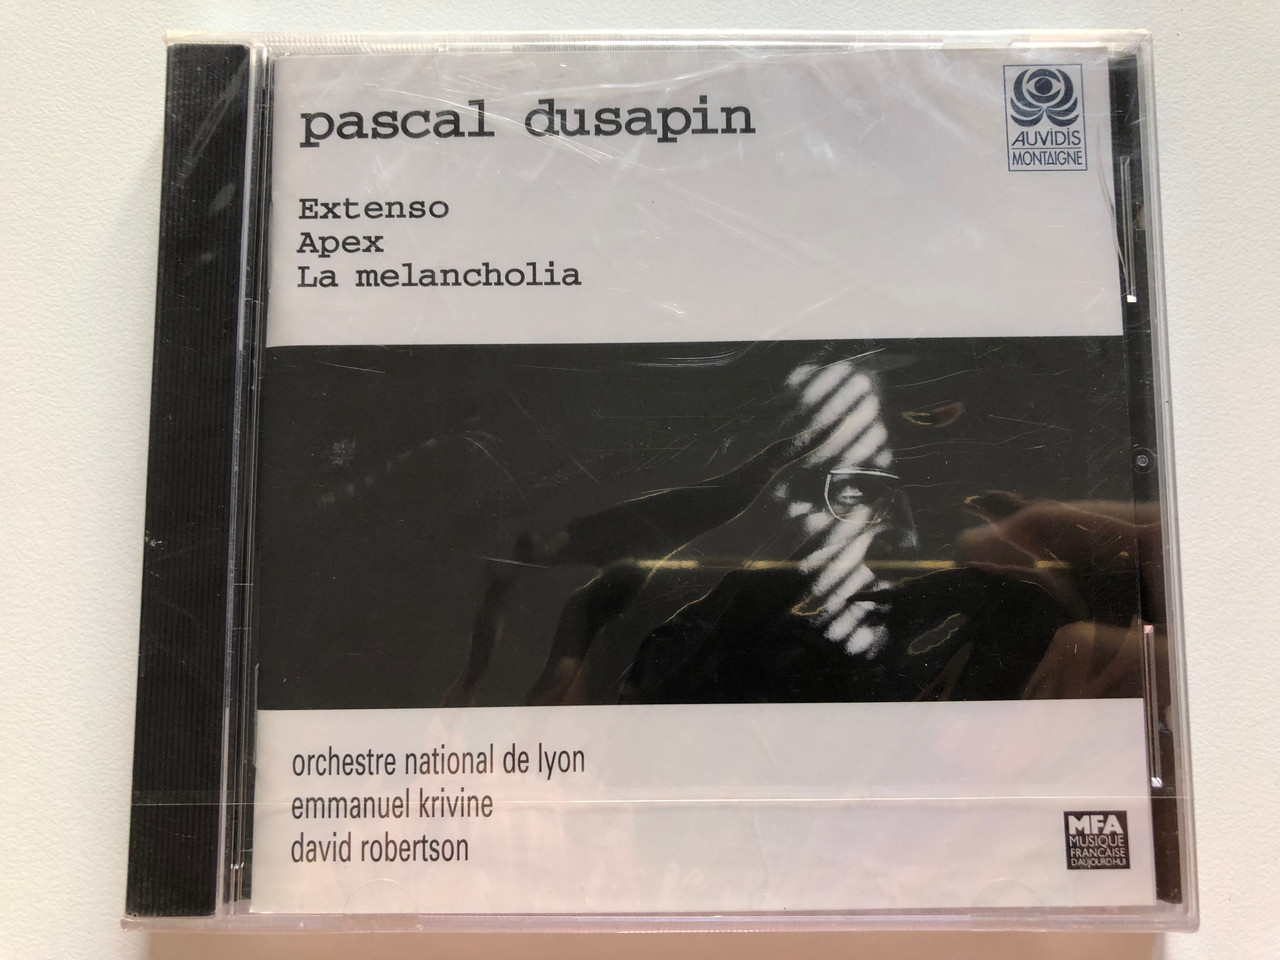 pascal dusapin
AUVIDIS
MONTAIGNE
Extenso
Apex
La melancholia
orchestre national de lyon
emmanuel krivine
david robertson
MFA
MUSIQUE
FRANÇAISE
D'AUJOURD'HUI